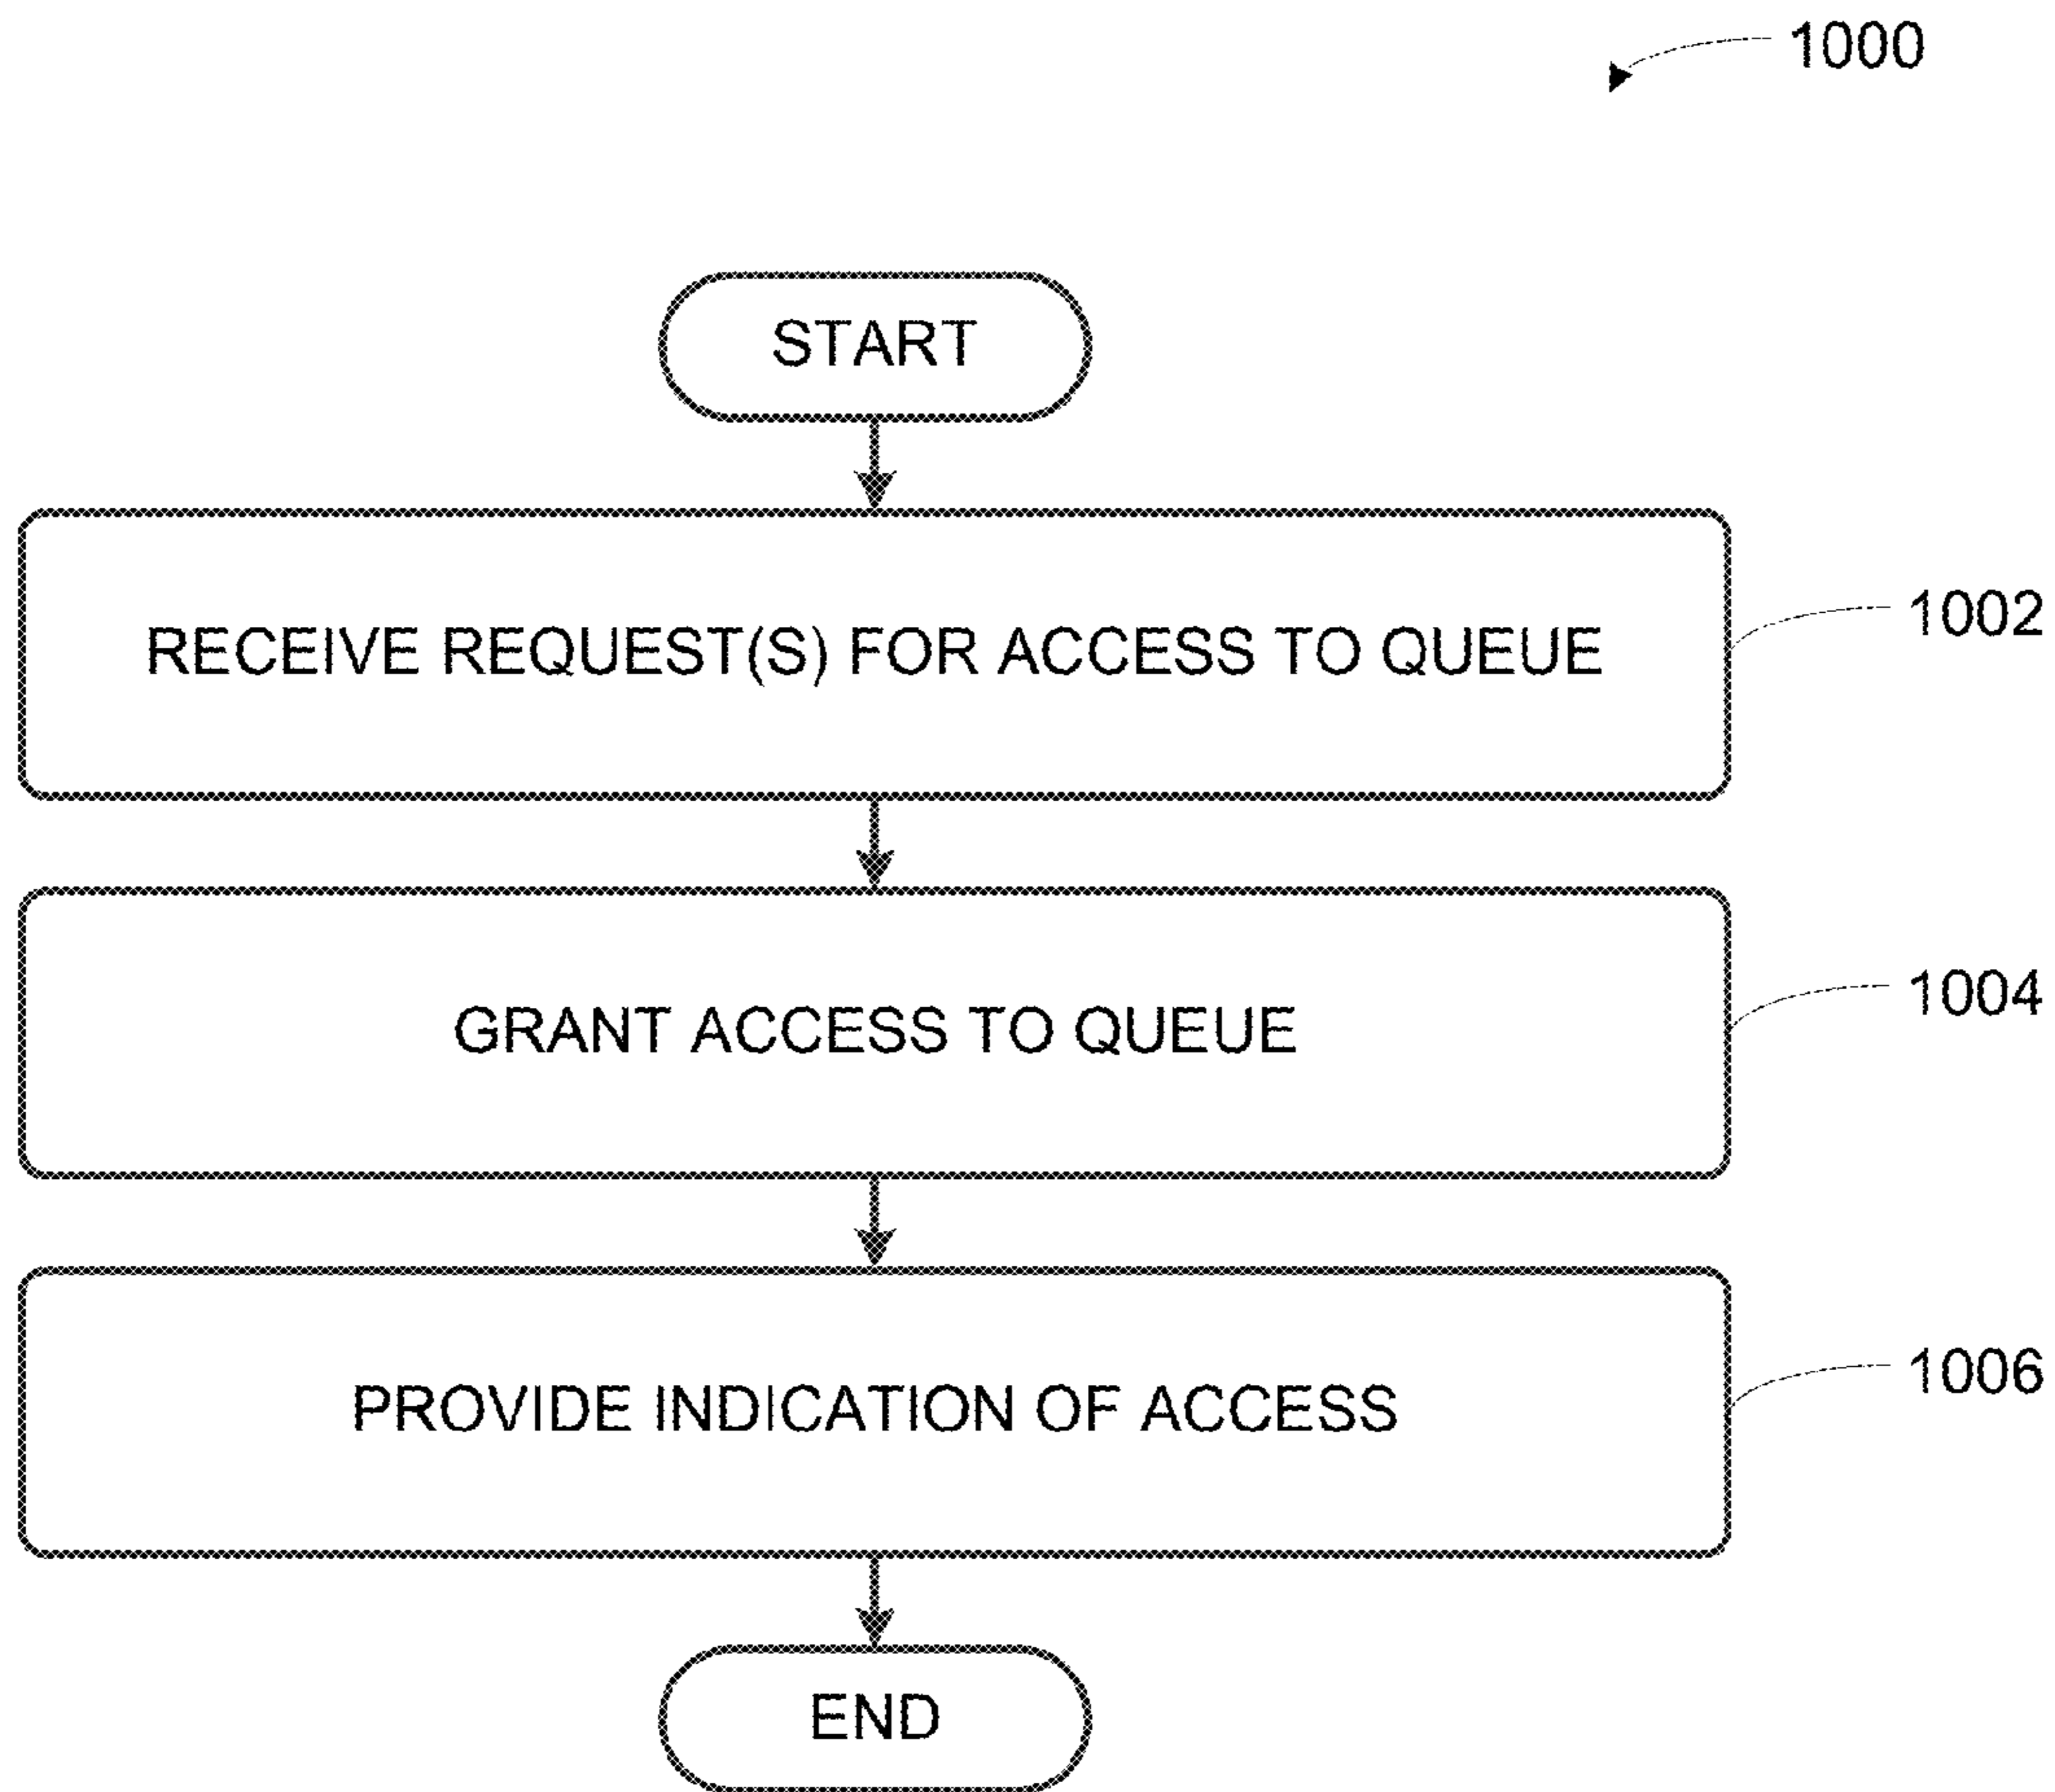 1000
START
RECEIVE REQUEST(S) FOR ACCESS TO QUEUE
1002
GRANT ACCESS TO QUEUE
1004
PROVIDE INDICATION OF ACCESS
1006
END